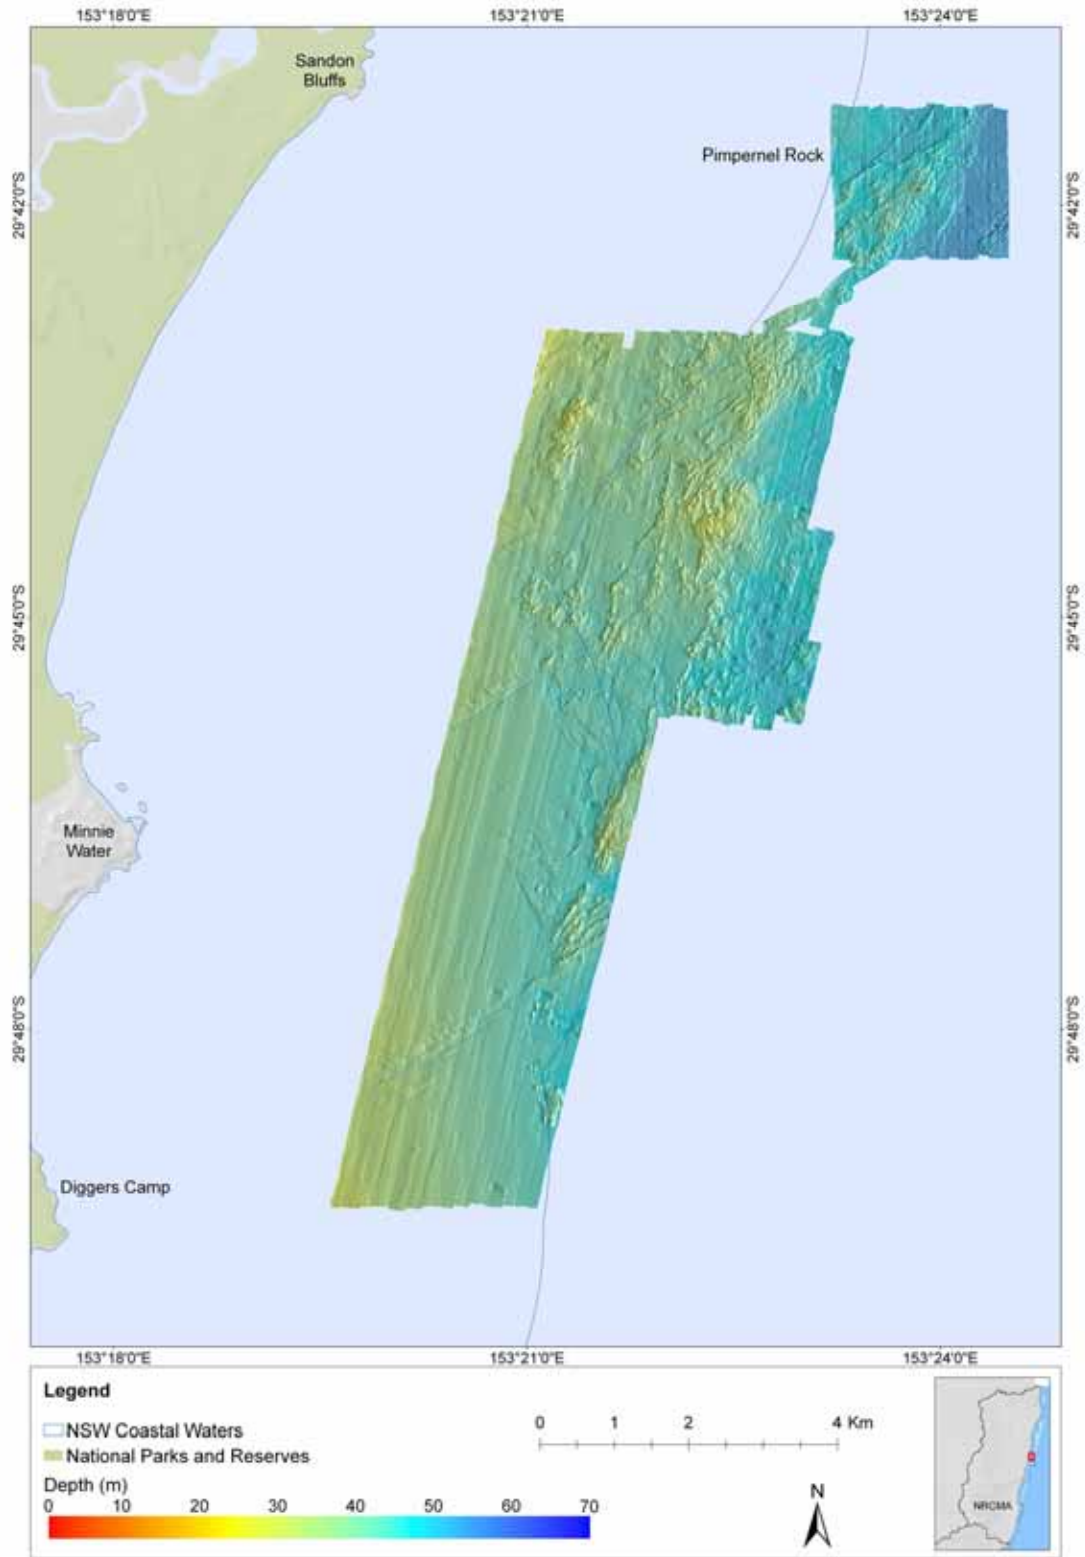 153°18'0"E 153°21'0"E 153°24'0"E
Sandon
Bluffs
Pimpernel Rock
29°42'0"S 29°42'0"S
29°45'0"S 29°45'0"S
Minnie
Water
29°48'0"S 29°48'0"S
Diggers Camp
153°18'0"E 153°21'0"E 153°24'0"E
Legend
NSW Coastal Waters
National Parks and Reserves
Depth (m)
0 10 20 30 40 50 60 70
0 1 2 4 Km
N
NRCMA